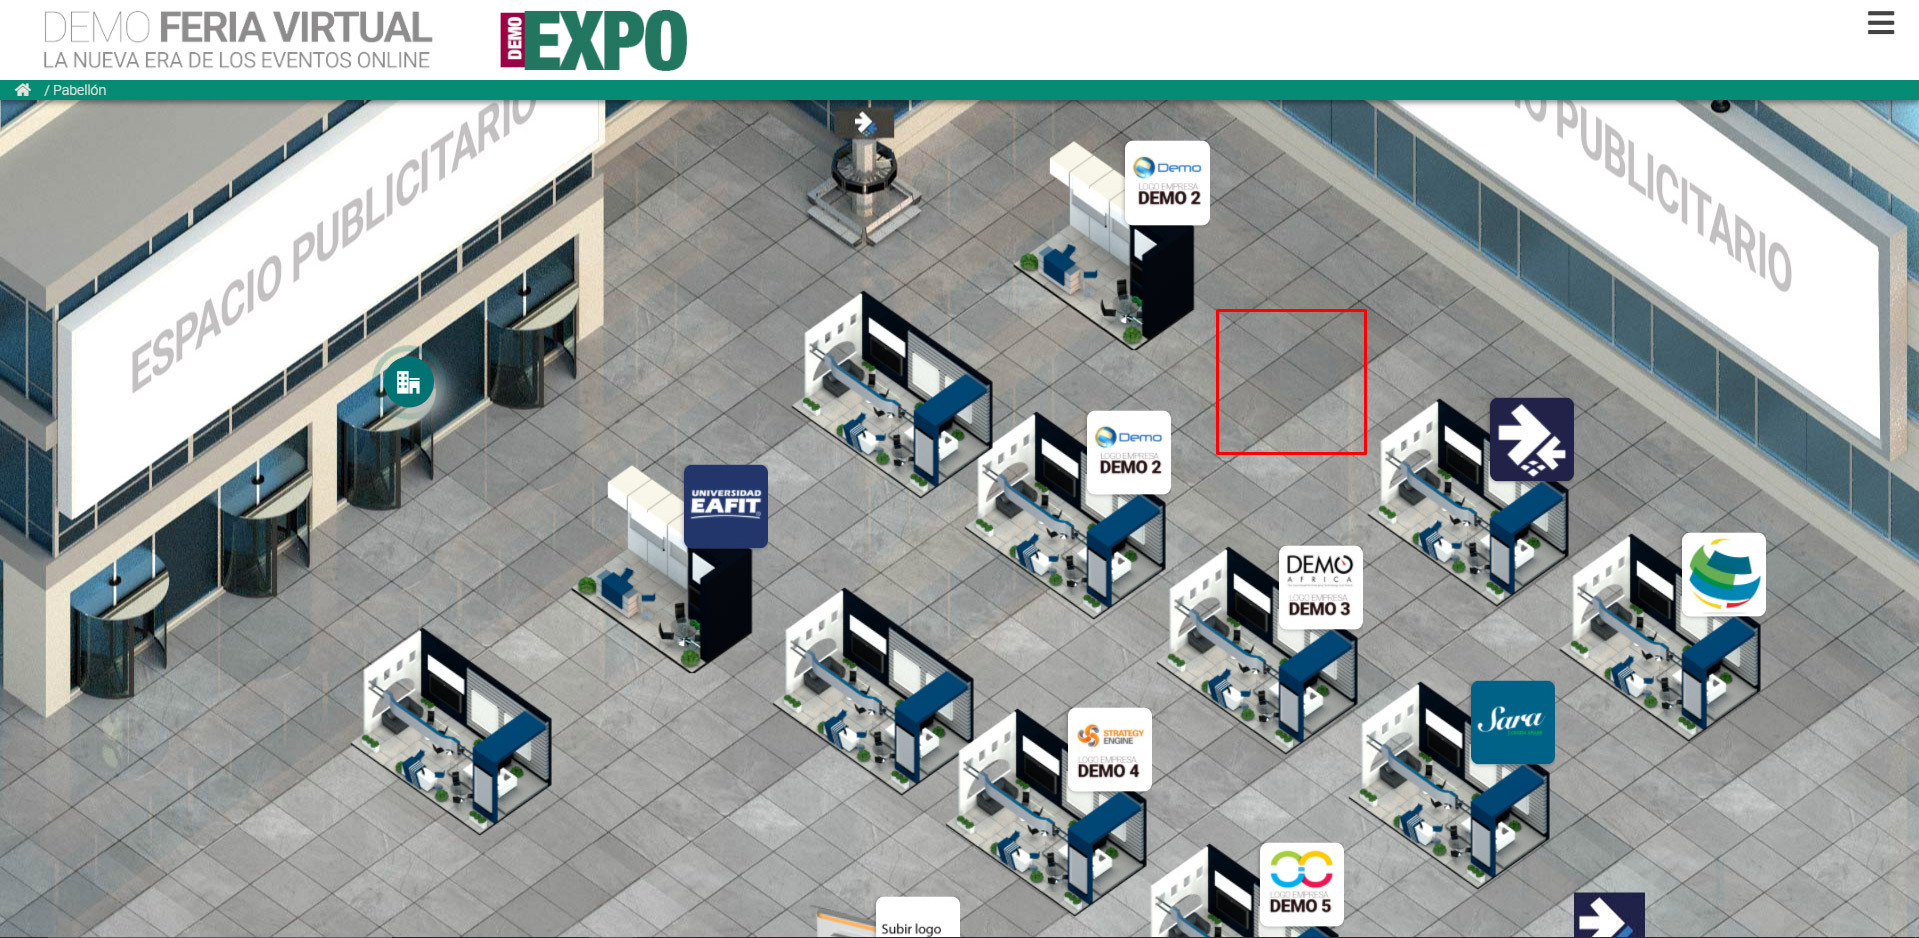 DEMO FERIA VIRTUAL
LA NUEVA ERA DE LOS EVENTOS ONLINE
DEMO EXPO
/ Pabellón
ESPACIO PUBLICITARIO
PUBLICITARIO
Demo
LOGO EMPRESA
DEMO 2
Demo
LOGO EMPRESA
DEMO 2
UNIVERSIDAD
EAFIT
DEMO
AFRICA
LOGO EMPRESA
DEMO 3
Sara
STRATEGY
ENGINE
LOGO EMPRESA
DEMO 4
LOGO EMPRESA
DEMO 5
Subir logo